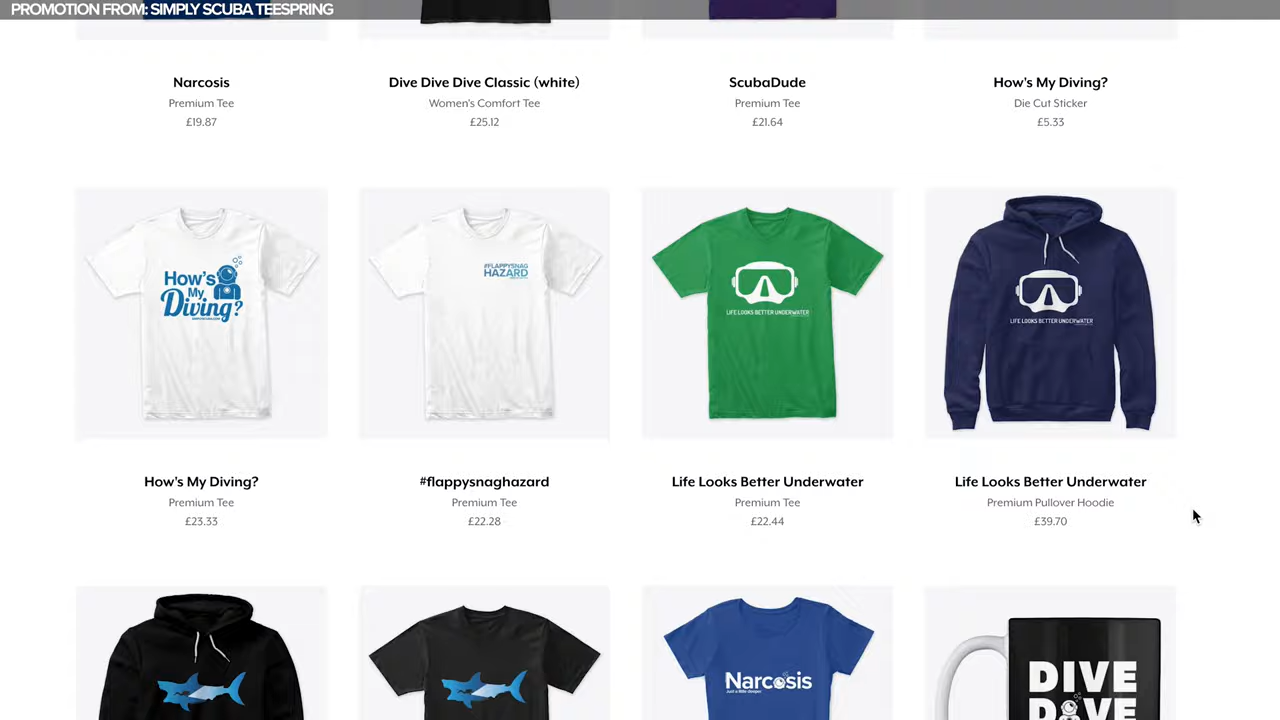 PROMOTION FROM: SIMPLY SCUBA TEESPRING
Narcosis
Premium Tee
£19.87
Dive Dive Dive Classic (white)
Women's Comfort Tee
£25.12
ScubaDude
Premium Tee
£21.64
How's My Diving?
Die Cut Sticker
£5.33
How's
My
Diving?
#FLAPPYSNAG
HAZARD
LIFE LOOKS BETTER UNDERWATER
LIFE LOOKS BETTER UNDERWATER
How's My Diving?
Premium Tee
£23.33
#flappysnaghazard
Premium Tee
£22.28
Life Looks Better Underwater
Premium Tee
£22.44
Life Looks Better Underwater
Premium Pullover Hoodie
£39.70
Narcosis
Just a little deeper
DIVE
DIVE